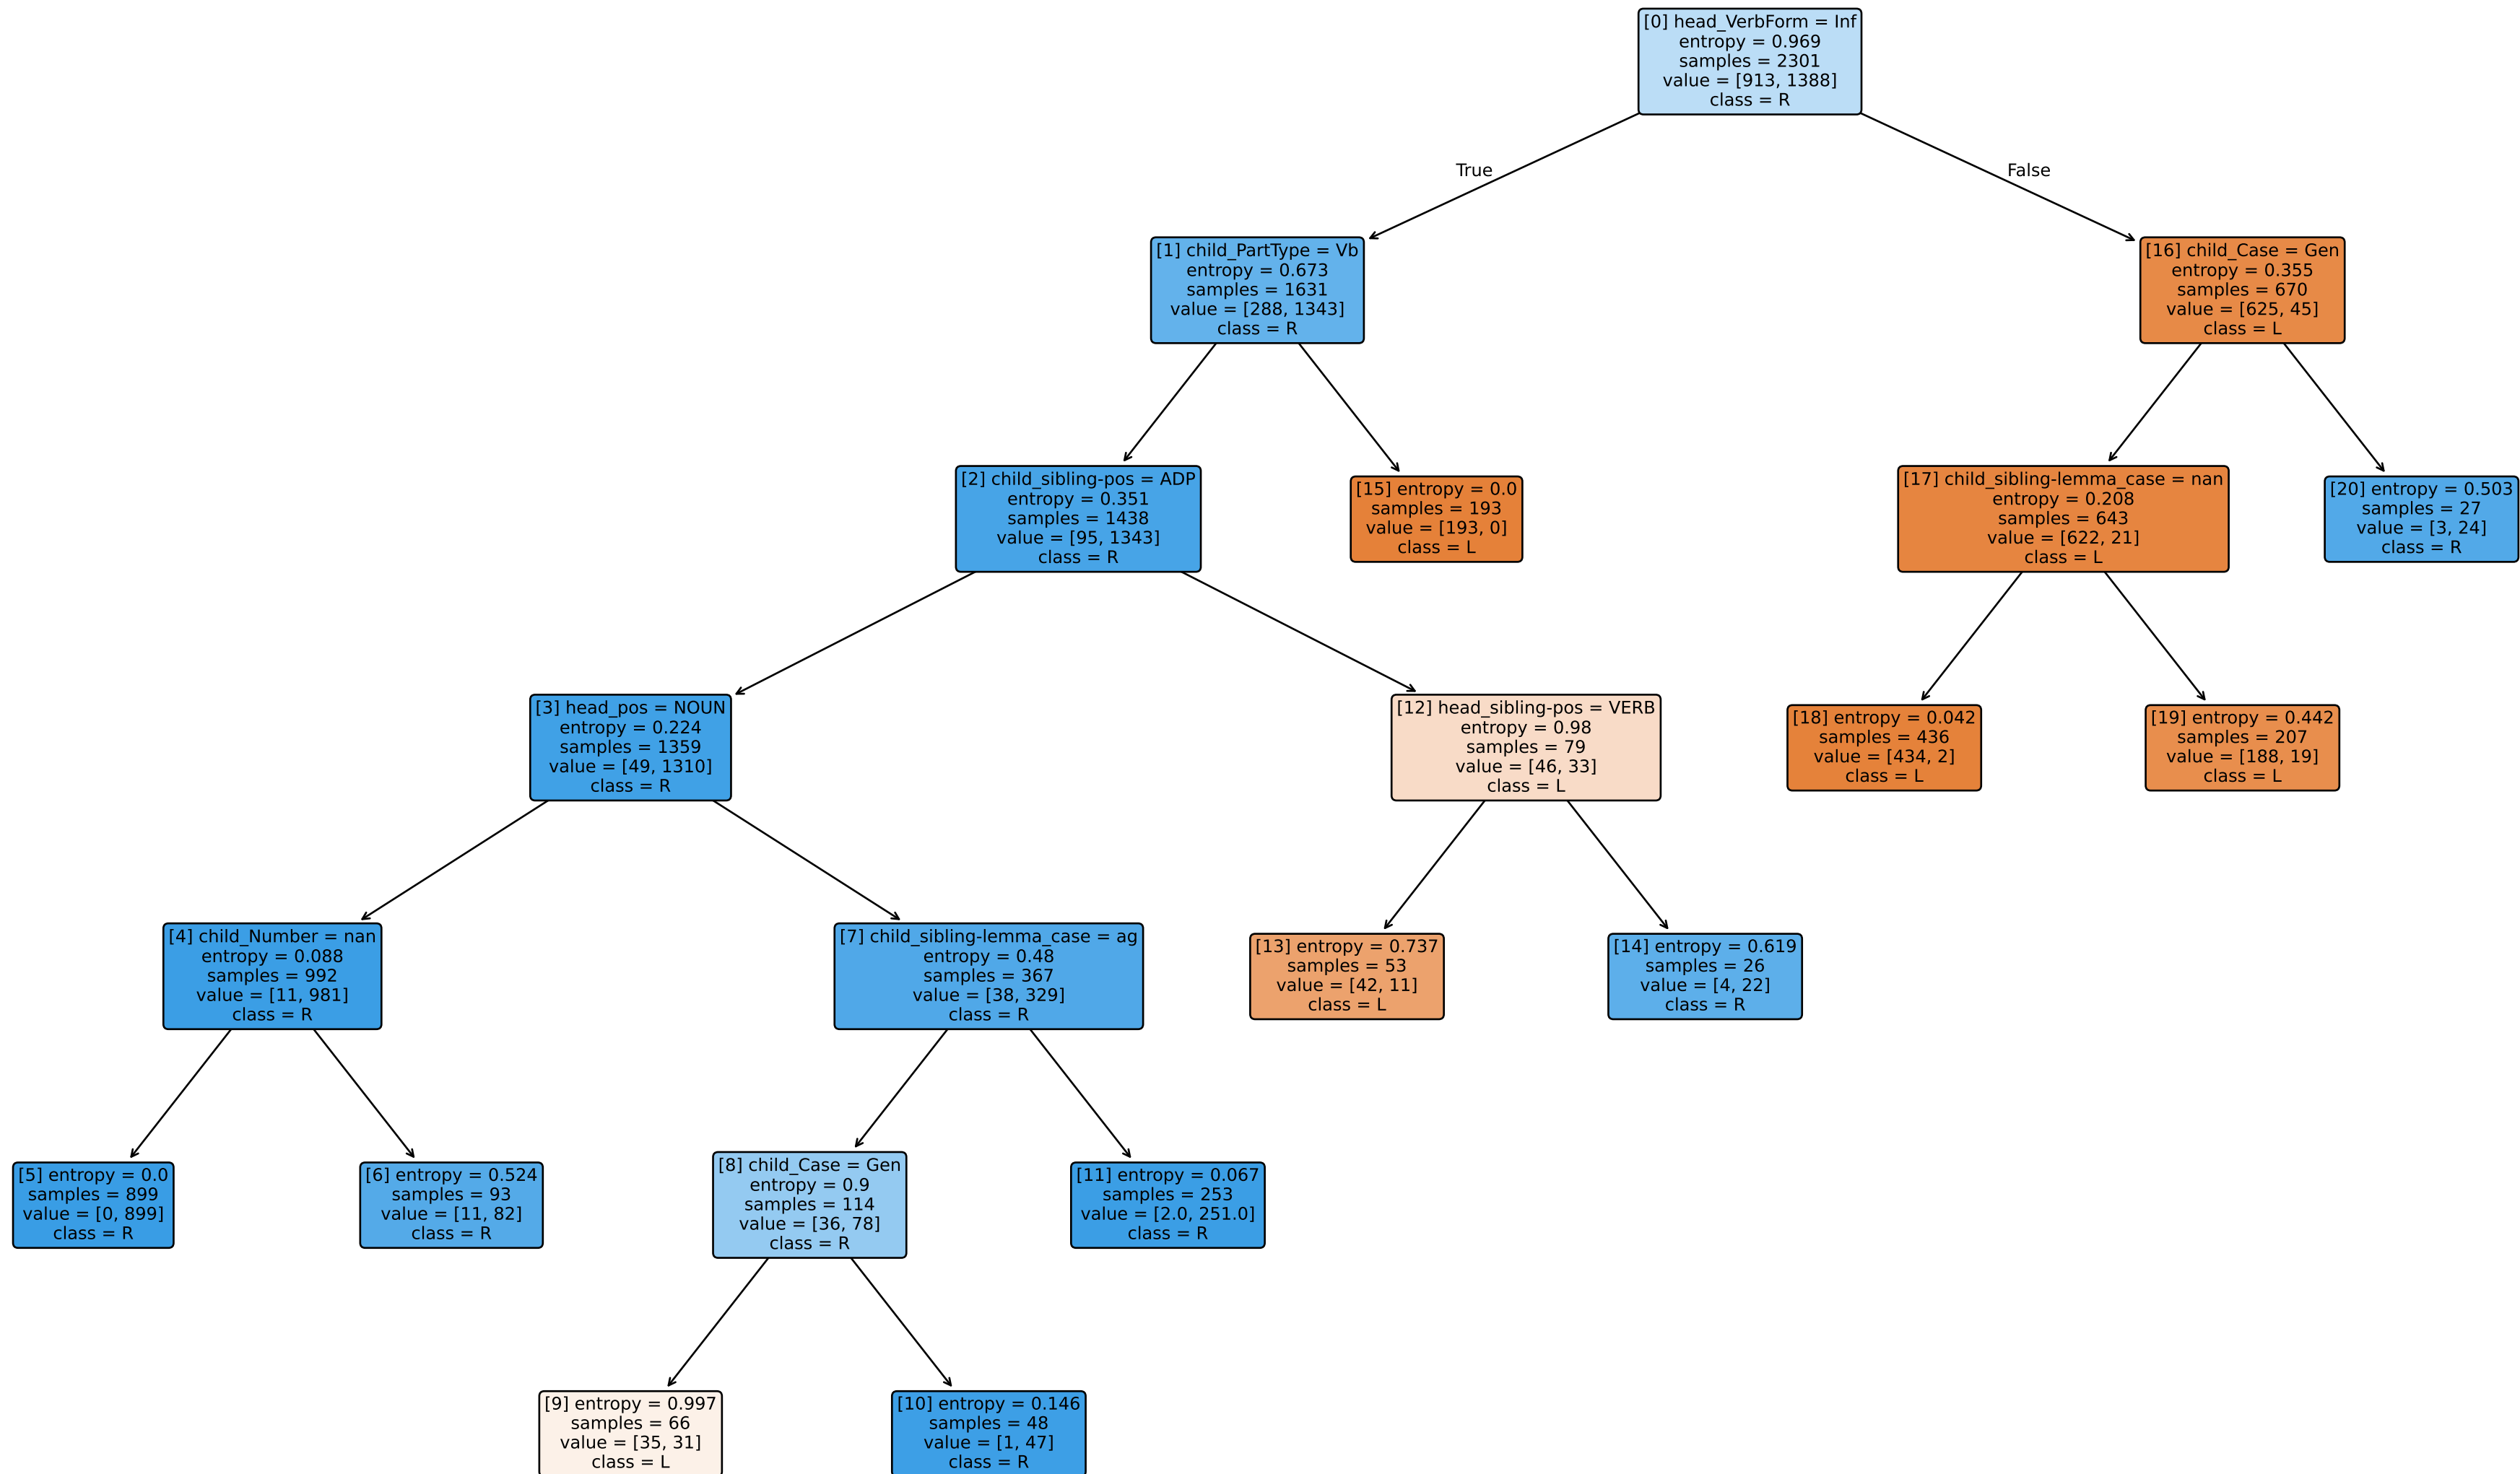 [0] head_VerbForm = Inf
entropy = 0.969
samples = 2301
value = [913, 1388]
class = R
True
False
[1] child_PartType = Vb
entropy = 0.673
samples = 1631
value = [288, 1343]
class = R
[16] child_Case = Gen
entropy = 0.355
samples = 670
value = [625, 45]
class = L
[2] child_sibling-pos = ADP
entropy = 0.351
samples = 1438
value = [95, 1343]
class = R
[15] entropy = 0.0
samples = 193
value = [193, 0]
class = L
[17] child_sibling-lemma_case = nan
entropy = 0.208
samples = 643
value = [622, 21]
class = L
[20] entropy = 0.503
samples = 27
value = [3, 24]
class = R
[3] head_pos = NOUN
entropy = 0.224
samples = 1359
value = [49, 1310]
class = R
[12] head_sibling-pos = VERB
entropy = 0.98
samples = 79
value = [46, 33]
class = L
[18] entropy = 0.042
samples = 436
value = [434, 2]
class = L
[19] entropy = 0.442
samples = 207
value = [188, 19]
class = L
[4] child_Number = nan
entropy = 0.088
samples = 992
value = [11, 981]
class = R
[7] child_sibling-lemma_case = ag
entropy = 0.48
samples = 367
value = [38, 329]
class = R
[13] entropy = 0.737
samples = 53
value = [42, 11]
class = L
[14] entropy = 0.619
samples = 26
value = [4, 22]
class = R
[5] entropy = 0.0
samples = 899
value = [0, 899]
class = R
[6] entropy = 0.524
samples = 93
value = [11, 82]
class = R
[8] child_Case = Gen
entropy = 0.9
samples = 114
value = [36, 78]
class = R
[11] entropy = 0.067
samples = 253
value = [2.0, 251.0]
class = R
[9] entropy = 0.997
samples = 66
value = [35, 31]
class = L
[10] entropy = 0.146
samples = 48
value = [1, 47]
class = R